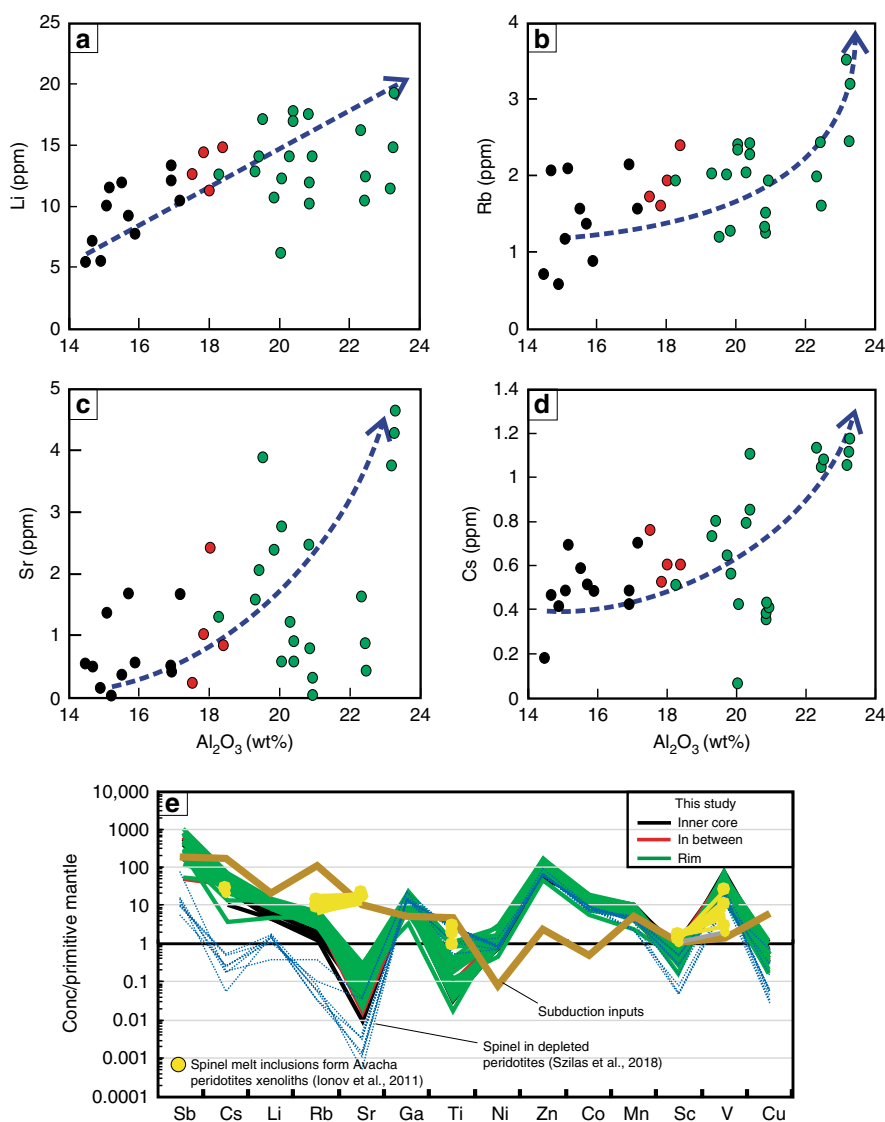 a
25
20
15
10
5
0
Li (ppm)
14 16 18 20 22 24
b
4
3
2
1
0
Rb (ppm)
14 16 18 20 22 24
c
5
4
3
2
1
0
Sr (ppm)
14 16 18 20 22 24
Al2O3 (wt%)
d
1.4
1.2
1
0.8
0.6
0.4
0.2
0
Cs (ppm)
14 16 18 20 22 24
Al2O3 (wt%)
e
10,000
1000
100
10
1
0.1
0.01
0.001
0.0001
Conc/primitive mantle
This study
Inner core
In between
Rim
Subduction inputs
Spinel in depleted
peridotites (Szilas et al., 2018)
Spinel melt inclusions form Avacha
peridotites xenoliths (Ionov et al., 2011)
Sb Cs Li Rb Sr Ga Ti Ni Zn Co Mn Sc V Cu